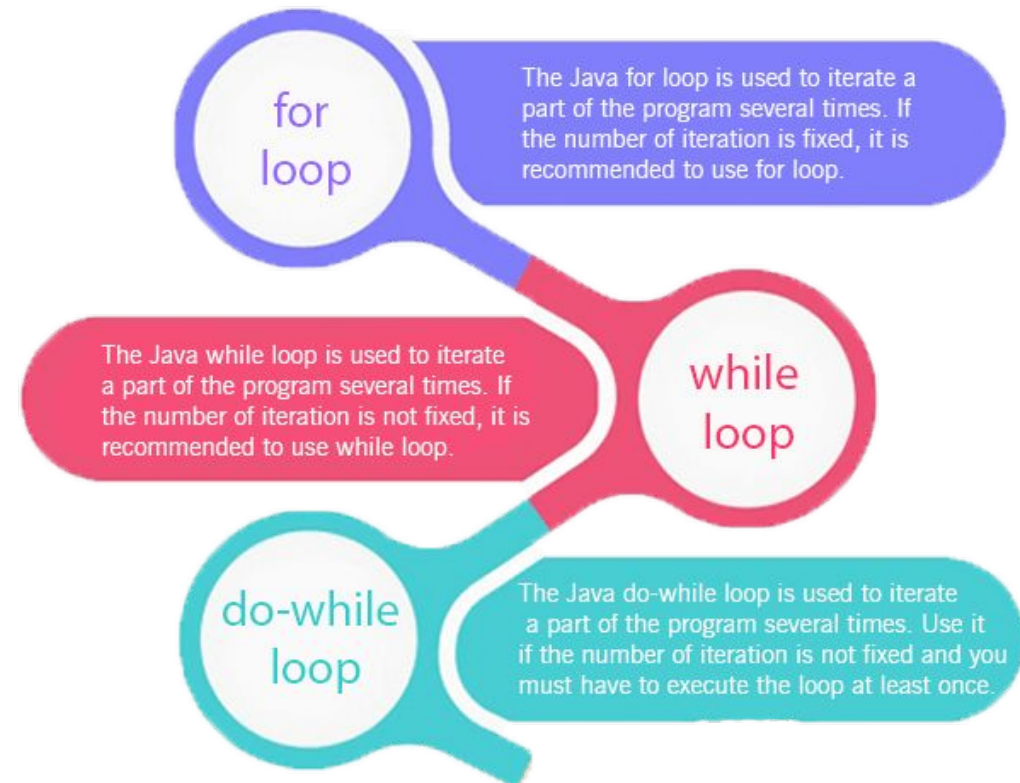 for
loop
The Java for loop is used to iterate a
part of the program several times. If
the number of iteration is fixed, it is
recommended to use for loop.
The Java while loop is used to iterate
a part of the program several times. If
the number of iteration is not fixed, it is
recommended to use while loop.
while
loop
do-while
loop
The Java do-while loop is used to iterate
a part of the program several times. Use it
if the number of iteration is not fixed and you
must have to execute the loop at least once.